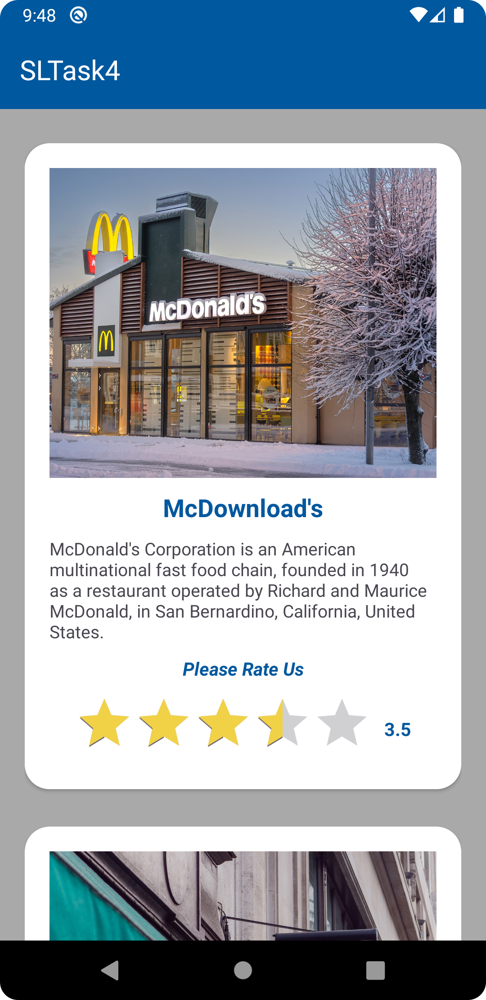 9:48
SLTask4
McDonald's
McDownload's
McDonald's Corporation is an American
multinational fast food chain, founded in 1940
as a restaurant operated by Richard and Maurice
McDonald, in San Bernardino, California, United
States.
Please Rate Us
3.5